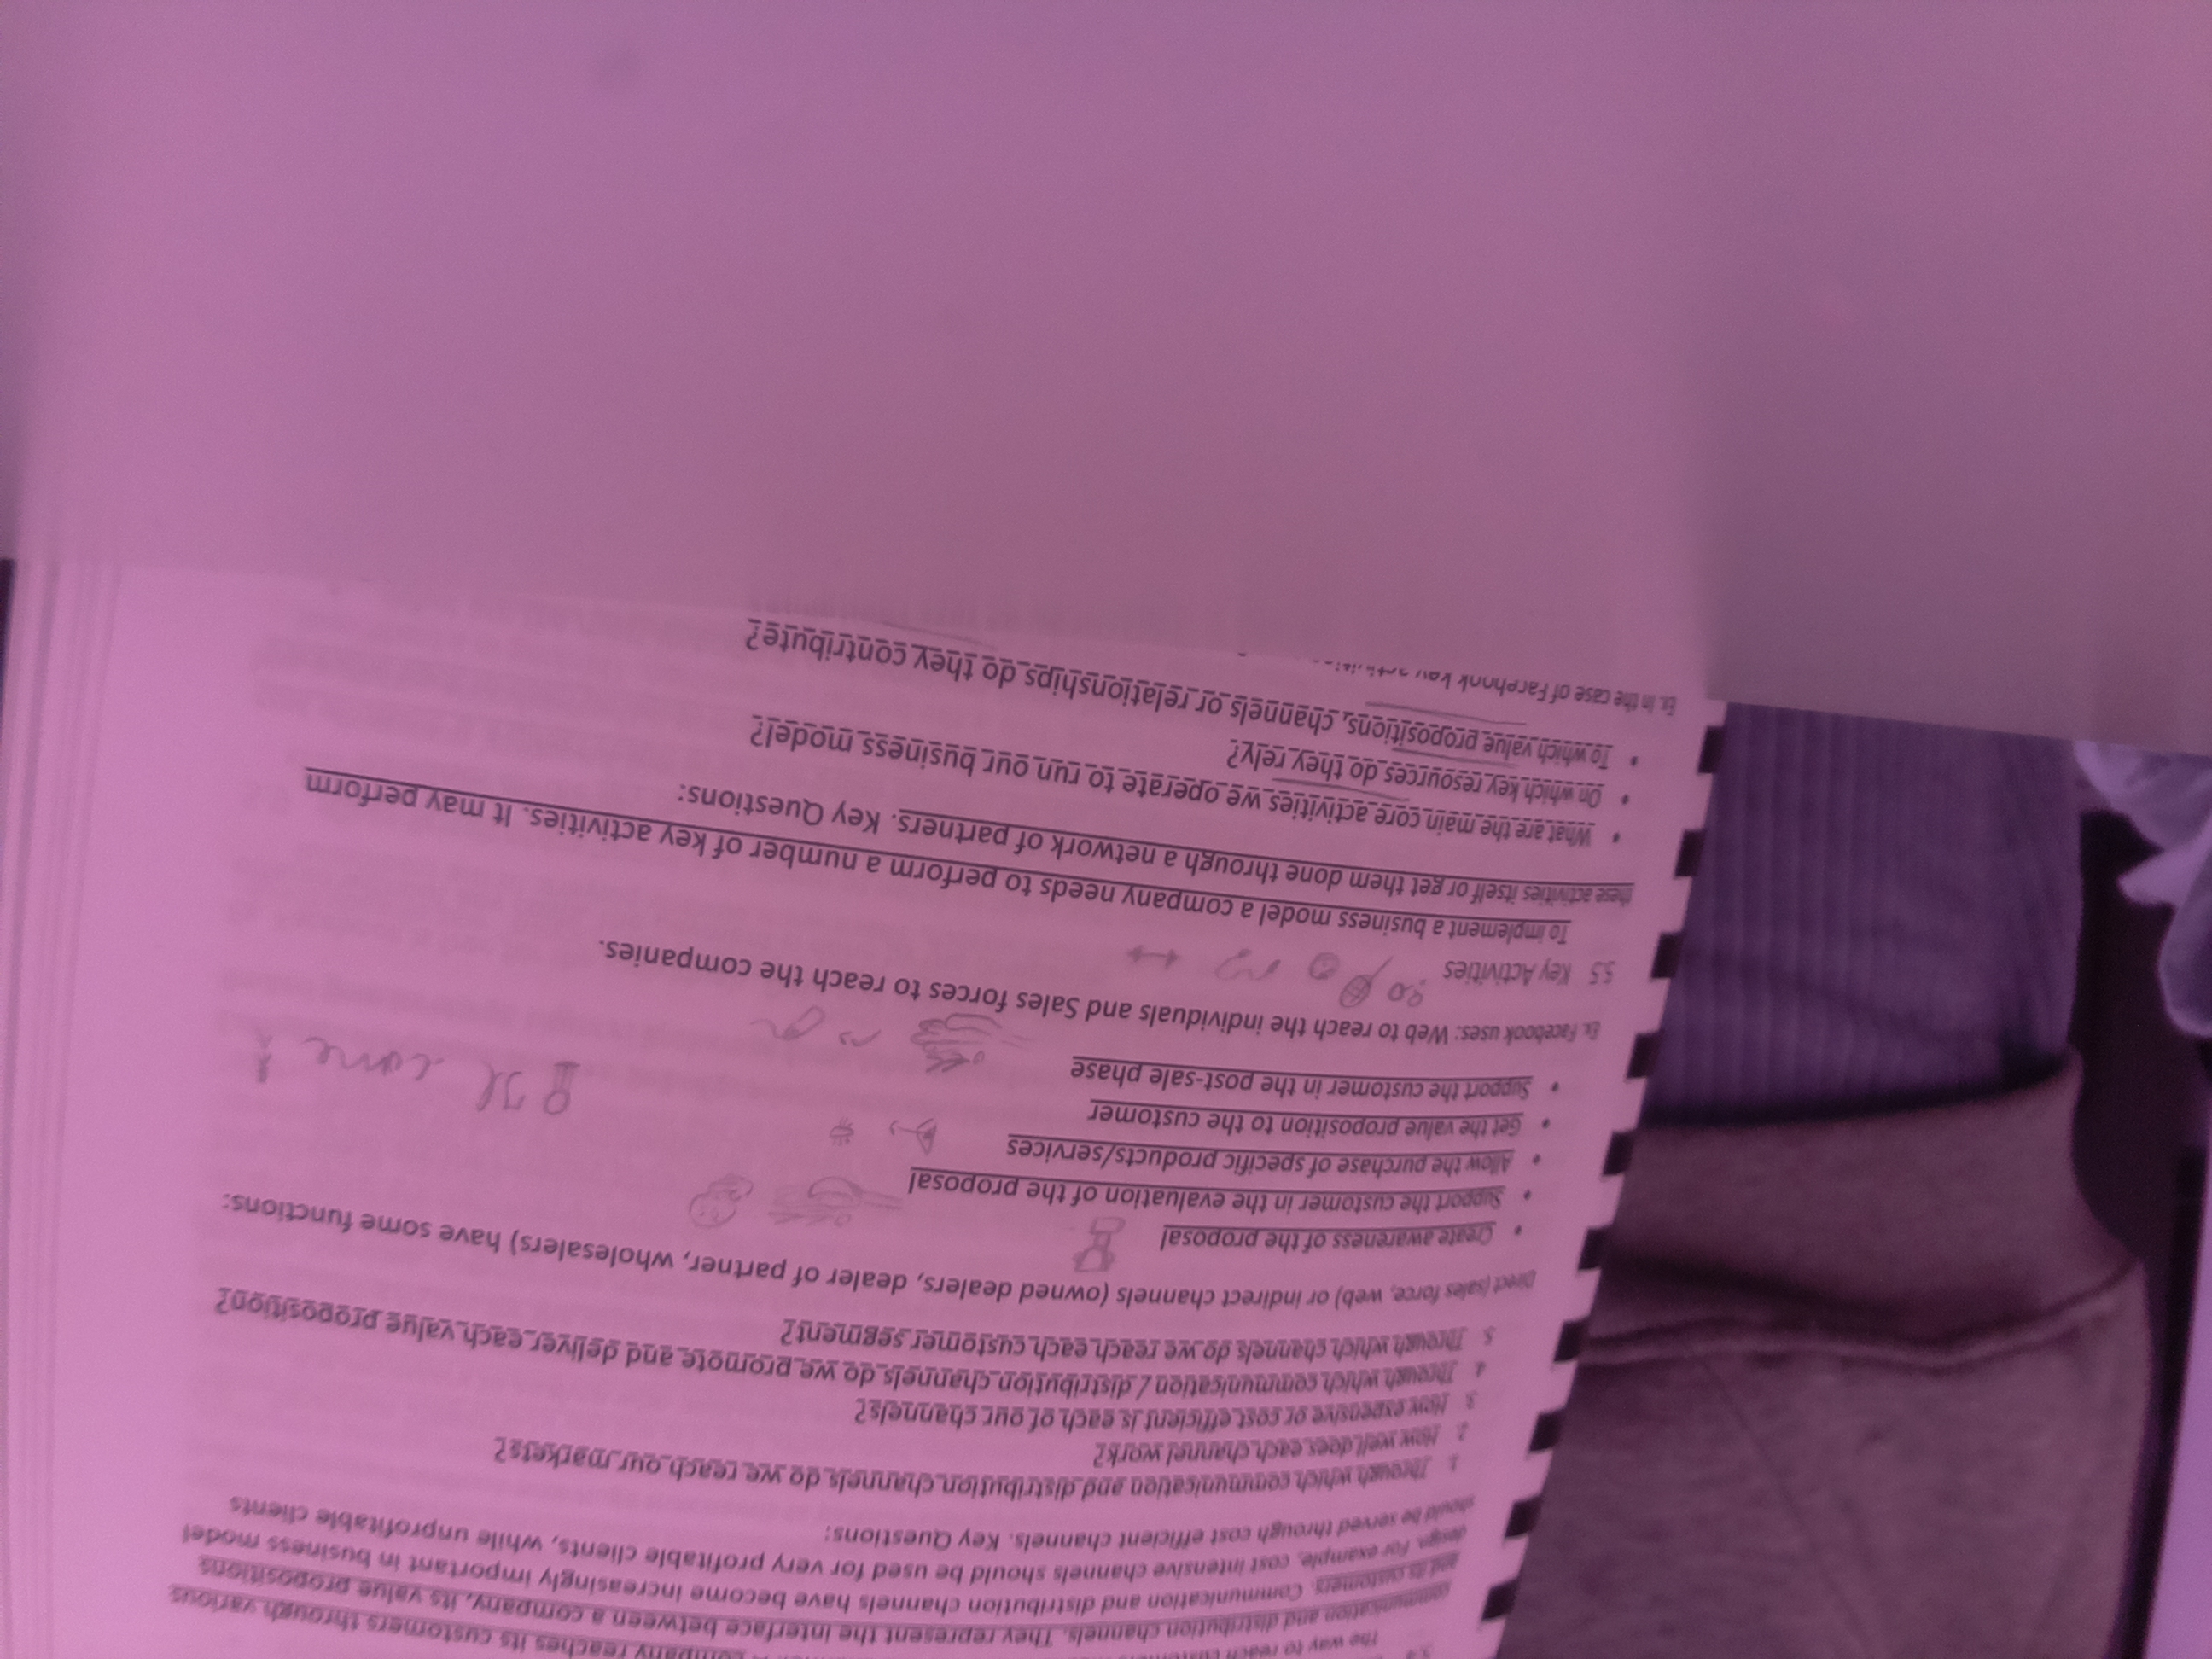 the way to reach
company reaches its customers through various
communication and distribution channels. They represent the interface between a company, its value propositions
and its customers. Communication and distribution channels have become increasingly important in business model
design. For example, cost intensive channels should be used for very profitable clients, while unprofitable clients
should be served through cost efficient channels. Key Questions:
1. Through which communication and distribution channels do we reach our markets?
2. How well does each channel work?
3. How expensive or cost efficient is each of our channels?
4. Through which communication / distribution channels do we promote and deliver each value proposition?
5. Through which channels do we reach each customer segment?
Direct (sales force, web) or indirect channels (owned dealers, dealer of partner, wholesalers) have some functions:
• Create awareness of the proposal
• Support the customer in the evaluation of the proposal
• Allow the purchase of specific products/services
• Get the value proposition to the customer
• Support the customer in the post-sale phase
Ex. Facebook uses: Web to reach the individuals and Sales forces to reach the companies.
5.5 Key Activities
To implement a business model a company needs to perform a number of key activities. It may perform
these activities itself or get them done through a network of partners. Key Questions:
• What are the main core activities we operate to run our business model?
• On which key resources do they rely?
• To which value propositions, channels or relationships do they contribute?
Ex. In the case of Facebook key